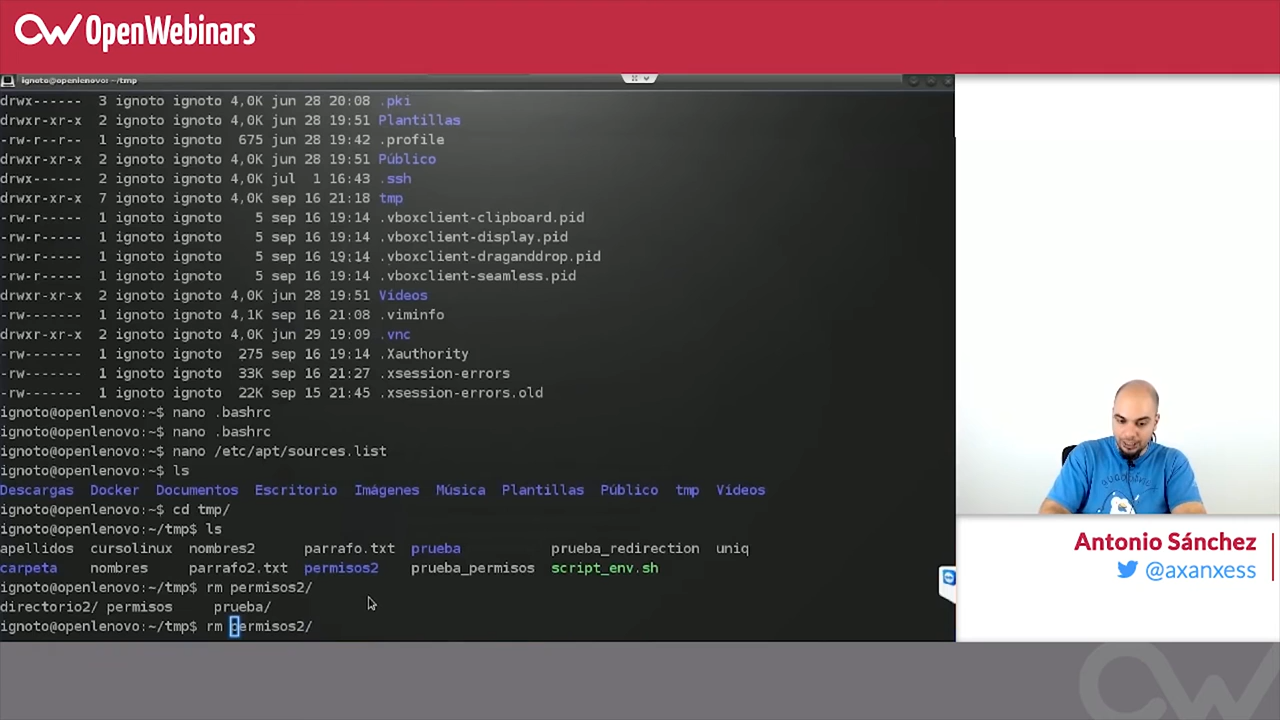 OpenWebinars
ignoto@openlenovo: ~/tmp
drwx------ 3 ignoto ignoto 4,0K jun 28 20:08 .pki
drwxr-xr-x 2 ignoto ignoto 4,0K jun 28 19:51 Plantillas
-rw-r--r-- 1 ignoto ignoto 675 jun 28 19:42 .profile
drwxr-xr-x 2 ignoto ignoto 4,0K jun 28 19:51 Público
drwx------ 2 ignoto ignoto 4,0K jul 1 16:43 .ssh
drwxr-xr-x 7 ignoto ignoto 4,0K sep 16 21:18 tmp
-rw-r----- 1 ignoto ignoto 5 sep 16 19:14 .vboxclient-clipboard.pid
-rw-r----- 1 ignoto ignoto 5 sep 16 19:14 .vboxclient-display.pid
-rw-r----- 1 ignoto ignoto 5 sep 16 19:14 .vboxclient-draganddrop.pid
-rw-r----- 1 ignoto ignoto 5 sep 16 19:14 .vboxclient-seamless.pid
drwxr-xr-x 2 ignoto ignoto 4,0K jun 28 19:51 Vídeos
-rw------- 1 ignoto ignoto 4,1K sep 16 21:08 .viminfo
drwxr-xr-x 2 ignoto ignoto 4,0K jun 29 19:09 .vnc
-rw------- 1 ignoto ignoto 275 sep 16 19:14 .Xauthority
-rw------- 1 ignoto ignoto 33K sep 16 21:27 .xsession-errors
-rw------- 1 ignoto ignoto 22K sep 15 21:45 .xsession-errors.old
ignoto@openlenovo:~$ nano .bashrc
ignoto@openlenovo:~$ nano .bashrc
ignoto@openlenovo:~$ nano /etc/apt/sources.list
ignoto@openlenovo:~$ ls
Descargas Docker Documentos Escritorio Imágenes Música Plantillas Público tmp Vídeos
ignoto@openlenovo:~$ cd tmp/
ignoto@openlenovo:~/tmp$ ls
apellidos cursolinux nombres2 parrafo.txt prueba prueba_redirection uniq
carpeta nombres parrafo2.txt permisos2 prueba_permisos script_env.sh
ignoto@openlenovo:~/tmp$ rm permisos2/
directorio2/ permisos prueba/
ignoto@openlenovo:~/tmp$ rm permisos2/
Antonio Sánchez
@axanxess